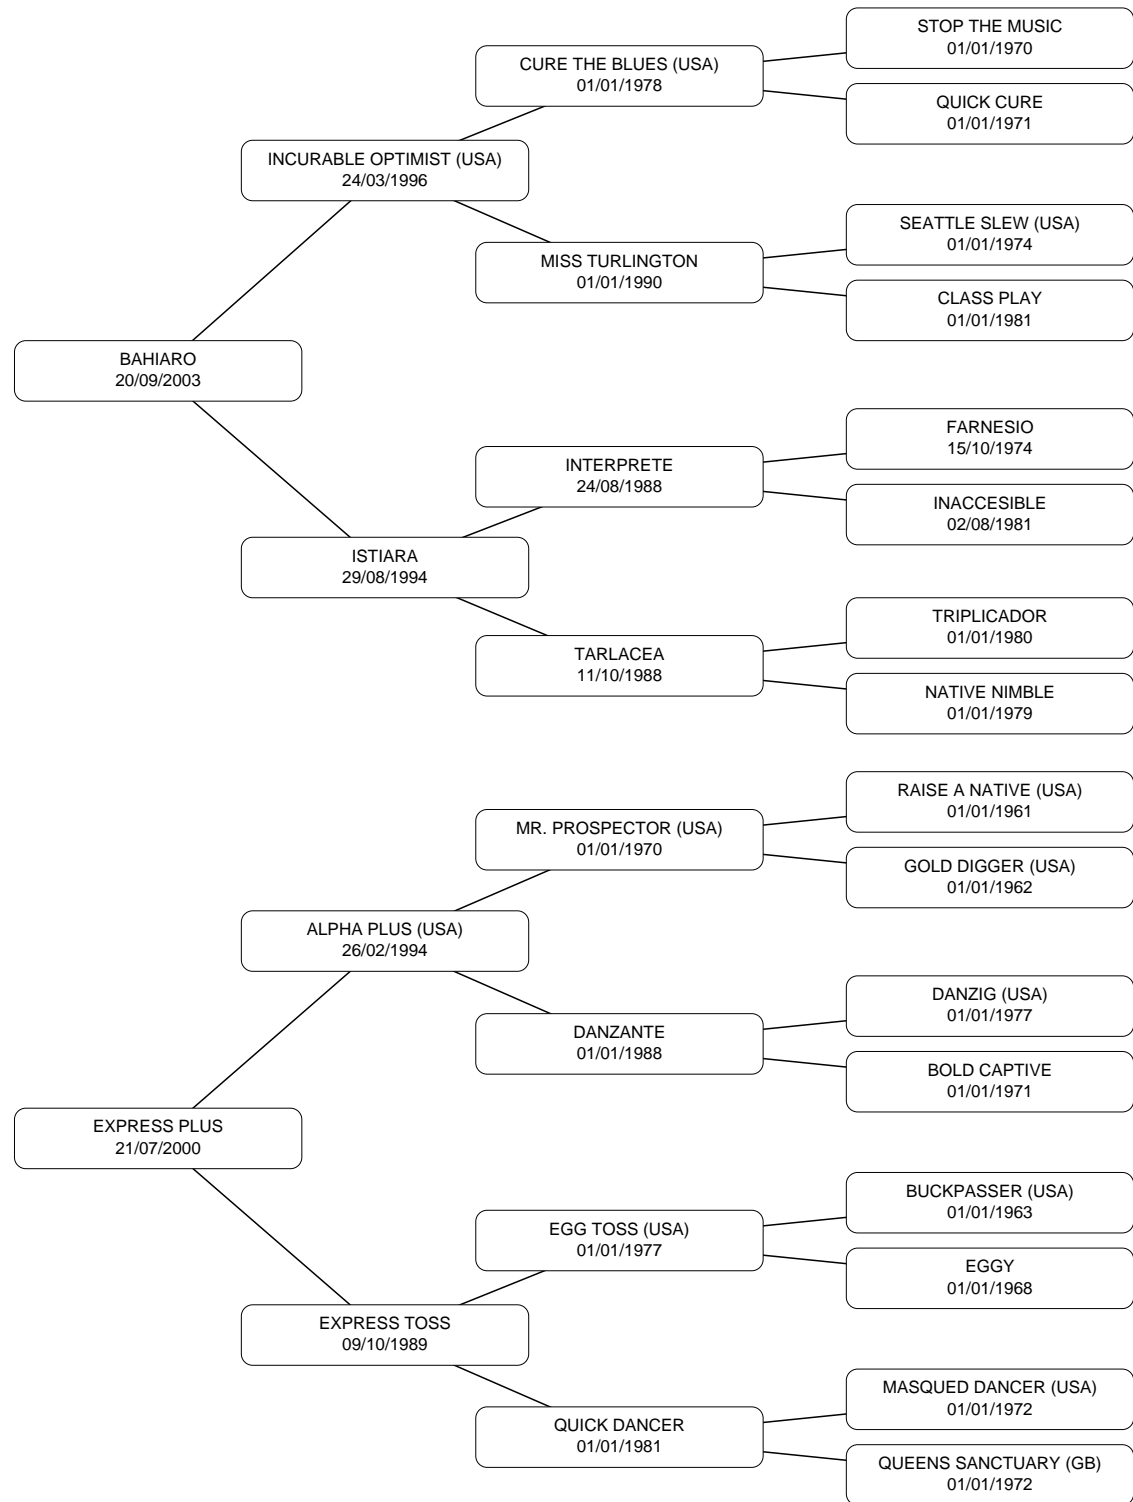 STOP THE MUSIC
01/01/1970
CURE THE BLUES (USA)
01/01/1978
QUICK CURE
01/01/1971
INCURABLE OPTIMIST (USA)
24/03/1996
SEATTLE SLEW (USA)
01/01/1974
MISS TURLINGTON
01/01/1990
CLASS PLAY
01/01/1981
BAHIARO
20/09/2003
FARNESIO
15/10/1974
INTERPRETE
24/08/1988
INACCESIBLE
02/08/1981
ISTIARA
29/08/1994
TRIPLICADOR
01/01/1980
TARLACEA
11/10/1988
NATIVE NIMBLE
01/01/1979
RAISE A NATIVE (USA)
01/01/1961
MR. PROSPECTOR (USA)
01/01/1970
GOLD DIGGER (USA)
01/01/1962
ALPHA PLUS (USA)
26/02/1994
DANZIG (USA)
01/01/1977
DANZANTE
01/01/1988
BOLD CAPTIVE
01/01/1971
EXPRESS PLUS
21/07/2000
BUCKPASSER (USA)
01/01/1963
EGG TOSS (USA)
01/01/1977
EGGY
01/01/1968
EXPRESS TOSS
09/10/1989
MASQUED DANCER (USA)
01/01/1972
QUICK DANCER
01/01/1981
QUEENS SANCTUARY (GB)
01/01/1972